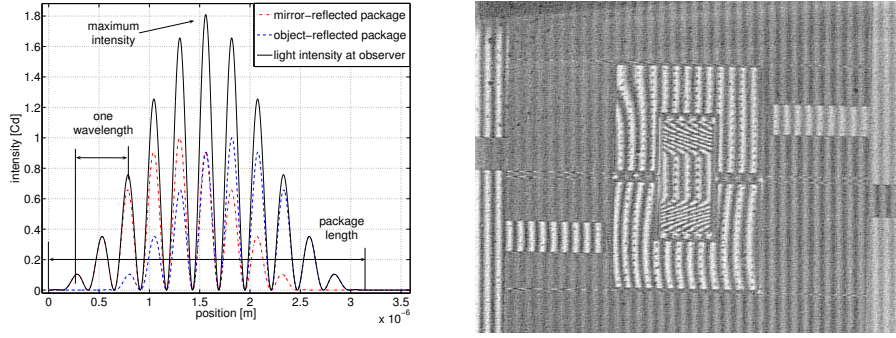 maximum
intensity
mirror−reflected package
object−reflected package
light intensity at observer
one
wavelength
package
length
intensity [Cd]
1.8
1.6
1.4
1.2
1
0.8
0.6
0.4
0.2
0
0 0.5 1 1.5 2 2.5 3 3.5
position [m]
x 10⁻⁶